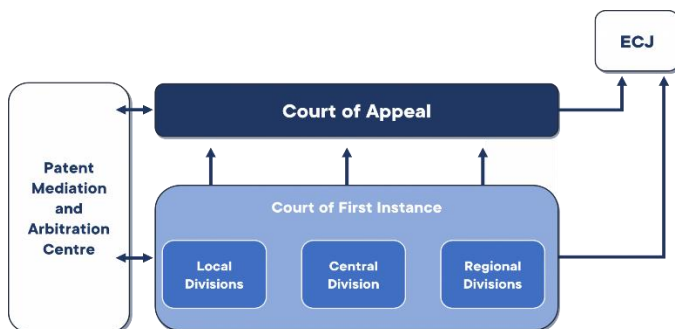 ECJ
Court of Appeal
Patent
Mediation
and
Arbitration
Centre
Court of First Instance
Local
Divisions
Central
Division
Regional
Divisions